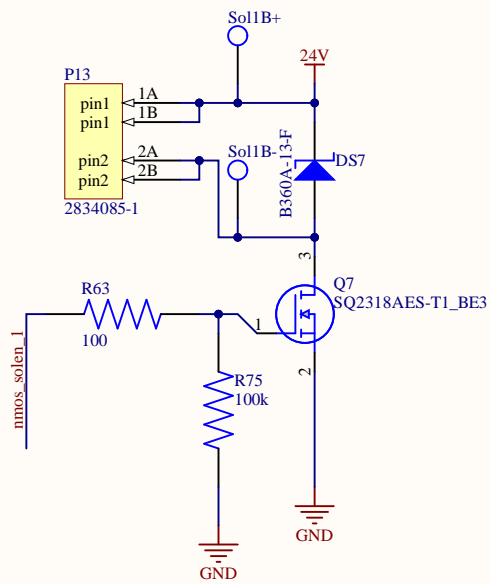 Sol1B+
24V
P13
pin1 1A
pin1 1B
pin2 2A
pin2 2B
2834085-1
Sol1B-
B360A-13-F
DS7
3
Q7
SQ2318AES-T1_BE3
1
2
R63
100
nmos_solen_1
R75
100k
GND
GND